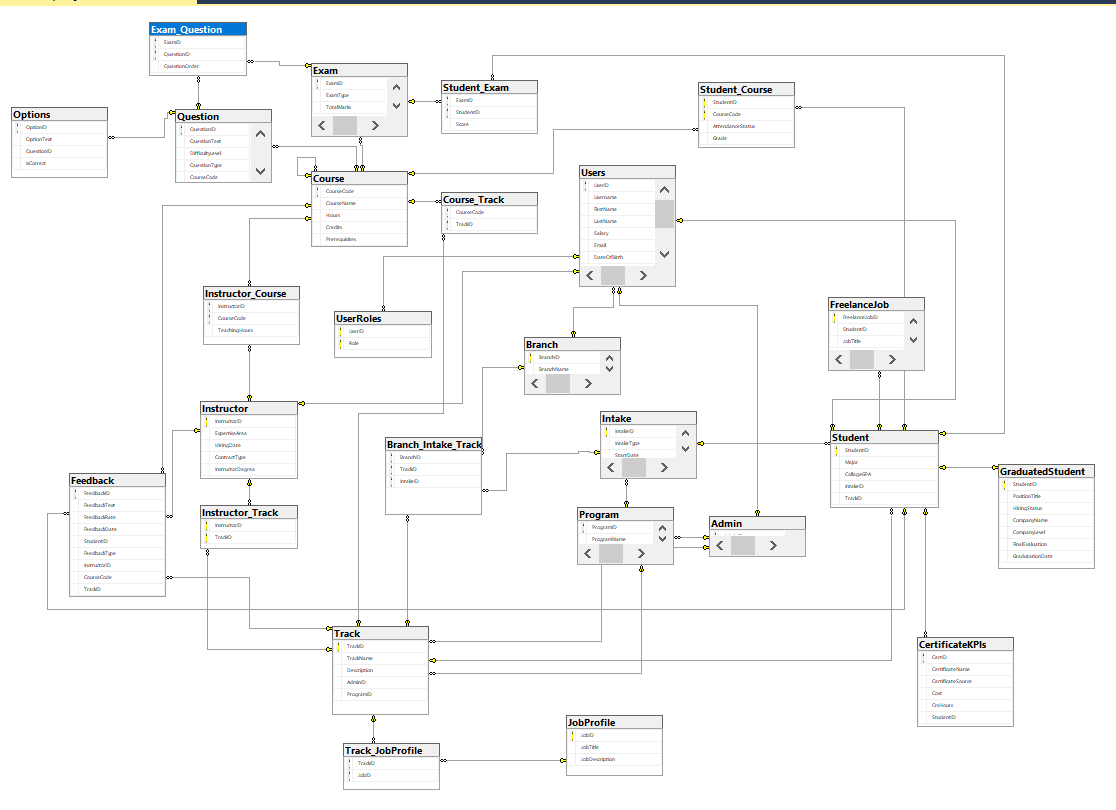 Exam_Question
ExamID
QuestionID
QuestionOrder
Exam
ExamID
ExamType
TotalMarks
Student_Exam
ExamID
StudentID
Score
Student_Course
StudentID
CourseCode
AttendanceStatus
Grade
Options
OptionID
OptionText
QuestionID
isCorrect
Question
QuestionID
QuestionText
DifficultyLevel
QuestionType
CourseCode
Course
CourseCode
CourseName
Hours
Credits
Prerequisites
Course_Track
CourseCode
TrackID
Users
UserID
Username
FirstName
LastName
Salary
Email
DateOfBirth
Instructor_Course
InstructorID
CourseCode
TeachingHours
UserRoles
UserID
Role
FreelanceJob
FreelanceJobID
StudentID
JobTitle
Branch
BranchID
BranchName
Instructor
InstructorID
ExpertiseArea
HiringDate
ContractType
InstructorDegree
Intake
IntakeID
IntakeType
StartDate
Branch_Intake_Track
BranchID
TrackID
IntakeID
Student
StudentID
Major
CollageGPA
IntakeID
TrackID
GraduatedStudent
StudentID
PositionTitle
HiringStatus
CompanyName
CompanyLevel
FinalEvaluation
GradutationDate
Feedback
FeedbackID
FeedbackText
FeedbackRate
FeedbackDate
StudentID
FeedbackType
InstructorID
CourseCode
TrackID
Instructor_Track
InstructorID
TrackID
Program
ProgramID
ProgramName
Admin
Track
TrackID
TrackName
Description
AdminID
ProgramID
CertificateKPIs
CertID
CertificateName
CertificateSource
Cost
CreHours
StudentID
Track_JobProfile
TrackID
JobID
JobProfile
JobID
JobTitle
JobDescription